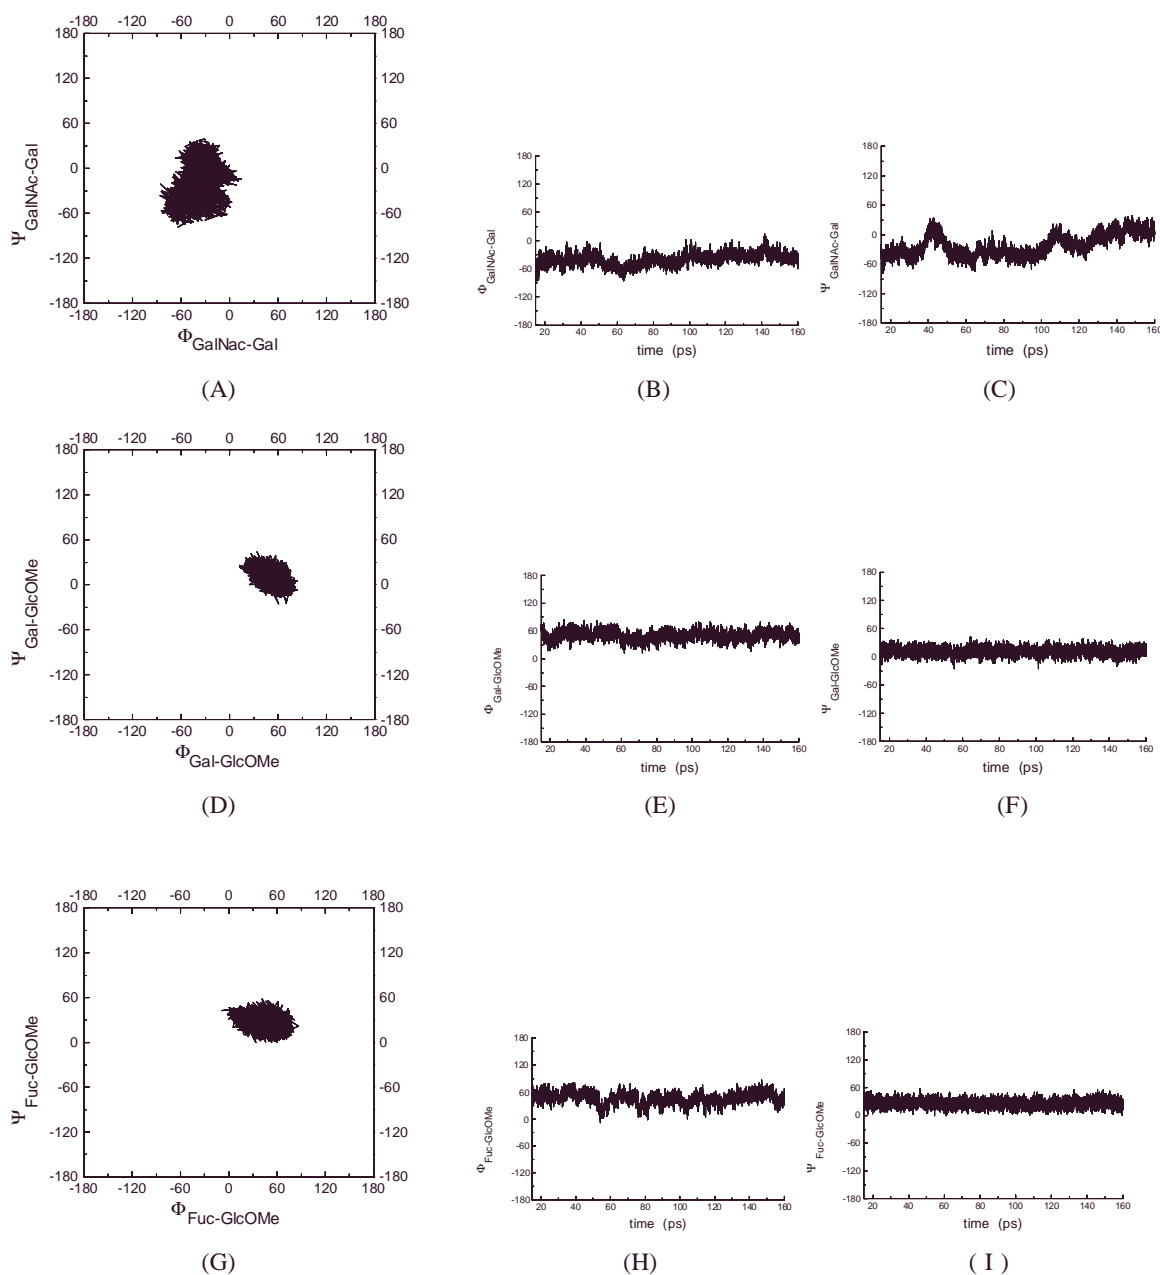 -180 -120 -60 0 60 120 180
180 120 60 0 -60 -120 -180
0 -60 -120 -180
Ψ GalNAc-Gal
-180 -120 -60 0 60 120 180
Φ GalNac-Gal
(A)
180 120 60 0 -60 -120 -180
Φ GalNAc-Gal
20 40 60 80 100 120 140 160
time (ps)
(B)
180 120 60 0 -60 -120 -180
Ψ GalNAc-Gal
20 40 60 80 100 120 140 160
time (ps)
(C)
-180 -120 -60 0 60 120 180
180 120 60 0 -60 -120 -180
0 -60 -120 -180
Ψ Gal-GlcOMe
-180 -120 -60 0 60 120 180
Φ Gal-GlcOMe
(D)
180 120 60 0 -60 -120 -180
Φ Gal-GlcOMe
20 40 60 80 100 120 140 160
time (ps)
(E)
180 120 60 0 -60 -120 -180
Ψ Gal-GlcOMe
20 40 60 80 100 120 140 160
time (ps)
(F)
-180 -120 -60 0 60 120 180
180 120 60 0 -60 -120 -180
0 -60 -120 -180
Ψ Fuc-GlcOMe
-180 -120 -60 0 60 120 180
Φ Fuc-GlcOMe
(G)
180 120 60 0 -60 -120 -180
Φ Fuc-GlcOMe
20 40 60 80 100 120 140 160
time (ps)
(H)
180 120 60 0 -60 -120 -180
Ψ Fuc-GlcOMe
20 40 60 80 100 120 140 160
time (ps)
( I )